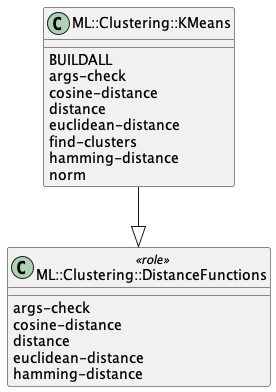 C ML::Clustering::KMeans
BUILDALL
args-check
cosine-distance
distance
euclidean-distance
find-clusters
hamming-distance
norm
«role»
C ML::Clustering::DistanceFunctions
args-check
cosine-distance
distance
euclidean-distance
hamming-distance